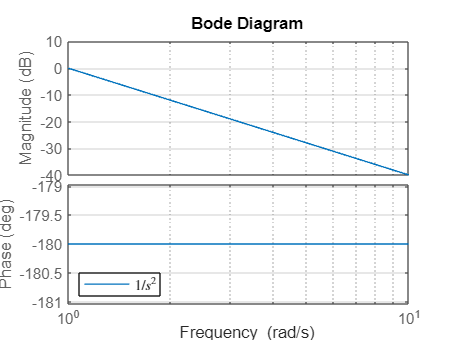 Bode Diagram
Magnitude (dB)
10
0
-10
-20
-30
-40
Phase (deg)
-179
-179.5
-180
-180.5
-181
1/s²
10⁰
10¹
Frequency (rad/s)